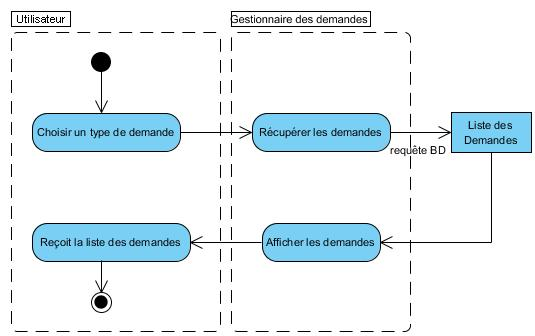 Utilisateur
Gestionnaire des demandes
Choisir un type de demande
Récupérer les demandes
requête BD
Liste des
Demandes
Reçoit la liste des demandes
Afficher les demandes